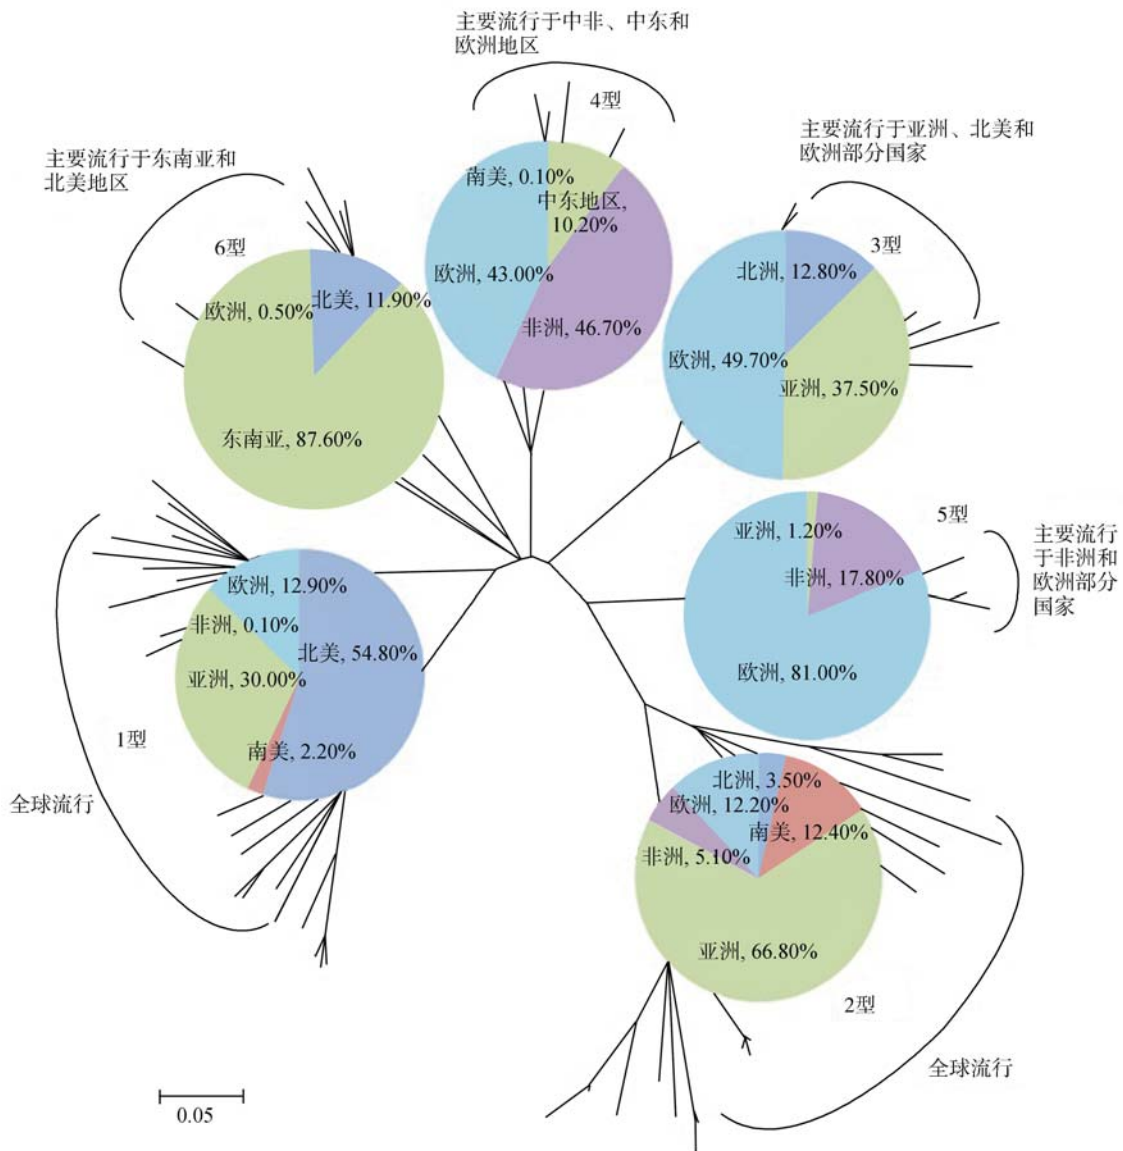 主要流行于中非、中东和
欧洲地区
4型
南美, 0.10%
中东地区,
10.20%
欧洲, 43.00%
非洲, 46.70%
主要流行于亚洲、北美和
欧洲部分国家
3型
北洲, 12.80%
欧洲, 49.70%
亚洲, 37.50%
主要流行于东南亚和
北美地区
6型
欧洲, 0.50%
北美, 11.90%
东南亚, 87.60%
5型
亚洲, 1.20%
非洲, 17.80%
欧洲, 81.00%
主要流行
于非洲和
欧洲部分
国家
欧洲, 12.90%
非洲, 0.10%
北美, 54.80%
亚洲, 30.00%
南美, 2.20%
1型
全球流行
北洲, 3.50%
欧洲, 12.20%
南美, 12.40%
非洲, 5.10%
亚洲, 66.80%
2型
全球流行
0.05